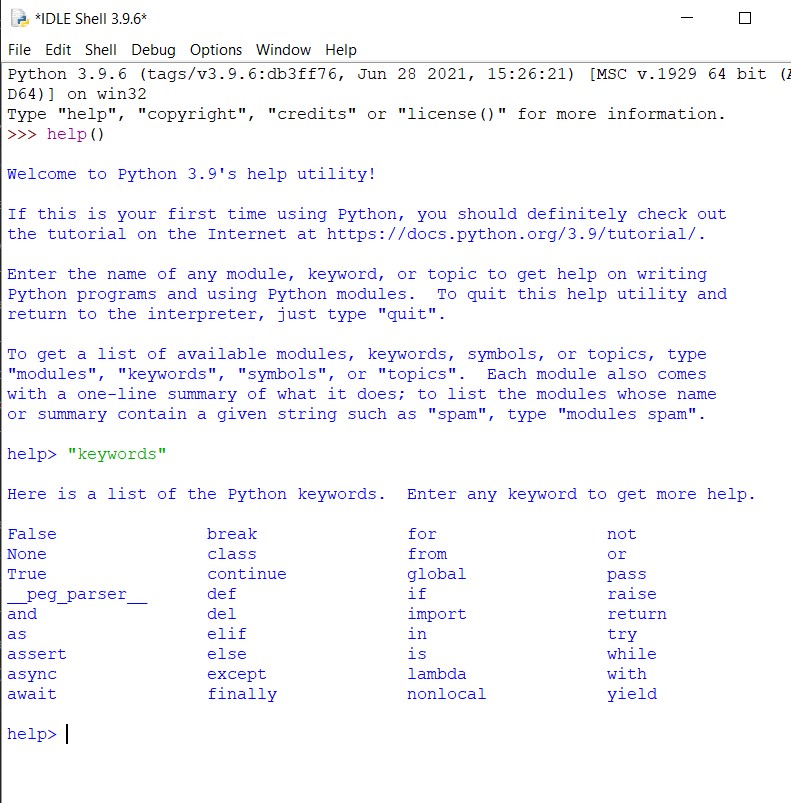 *IDLE Shell 3.9.6*
File Edit Shell Debug Options Window Help
Python 3.9.6 (tags/v3.9.6:db3ff76, Jun 28 2021, 15:26:21) [MSC v.1929 64 bit (
D64)] on win32
Type "help", "copyright", "credits" or "license()" for more information.
>>> help()

Welcome to Python 3.9's help utility!

If this is your first time using Python, you should definitely check out
the tutorial on the Internet at https://docs.python.org/3.9/tutorial/.

Enter the name of any module, keyword, or topic to get help on writing
Python programs and using Python modules.  To quit this help utility and
return to the interpreter, just type "quit".

To get a list of available modules, keywords, symbols, or topics, type
"modules", "keywords", "symbols", or "topics".  Each module also comes
with a one-line summary of what it does; to list the modules whose name
or summary contain a given string such as "spam", type "modules spam".

help> "keywords"

Here is a list of the Python keywords.  Enter any keyword to get more help.

False               break               for                 not
None                class               from                or
True                continue            global              pass
__peg_parser__      def                 if                  raise
and                 del                 import              return
as                  elif                in                  try
assert              else                is                  while
async               except              lambda              with
await               finally             nonlocal            yield

help>